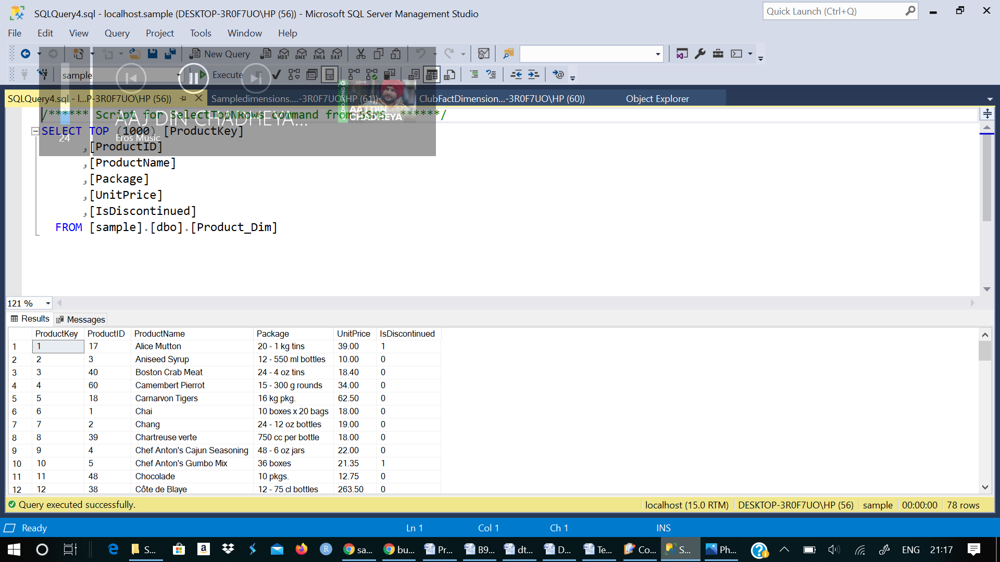 SQLQuery4.sql - localhost.sample (DESKTOP-3R0F7UO\HP (56)) - Microsoft SQL Server Management Studio
Quick Launch (Ctrl+Q)
File Edit View Query Project Tools Window Help
New Query MDX DMX XMLA DAX
sample Execute
SQLQuery4.sql - l...P-3R0F7UO\HP (56)) Sampledimensions....-3R0F7UO\HP (61)) ClubFactDimension...-3R0F7UO\HP (60)) Object Explorer
24
AAJ DIN CHADHEYA...
Eros Music
LOVE
AAJ DIN
CHADHEYA
/****** Script for SelectTopNRows command from SSMS ******/
SELECT TOP (1000) [ProductKey]
,[ProductID]
,[ProductName]
,[Package]
,[UnitPrice]
,[IsDiscontinued]
FROM [sample].[dbo].[Product_Dim]
121 %
Results Messages
ProductKey ProductID ProductName Package UnitPrice IsDiscontinued
1 1 17 Alice Mutton 20 - 1 kg tins 39.00 1
2 2 3 Aniseed Syrup 12 - 550 ml bottles 10.00 0
3 3 40 Boston Crab Meat 24 - 4 oz tins 18.40 0
4 4 60 Camembert Pierrot 15 - 300 g rounds 34.00 0
5 5 18 Carnarvon Tigers 16 kg pkg. 62.50 0
6 6 1 Chai 10 boxes x 20 bags 18.00 0
7 7 2 Chang 24 - 12 oz bottles 19.00 0
8 8 39 Chartreuse verte 750 cc per bottle 18.00 0
9 9 4 Chef Anton's Cajun Seasoning 48 - 6 oz jars 22.00 0
10 10 5 Chef Anton's Gumbo Mix 36 boxes 21.35 1
11 11 48 Chocolade 10 pkgs. 12.75 0
12 12 38 Côte de Blaye 12 - 75 cl bottles 263.50 0
Query executed successfully. localhost (15.0 RTM) DESKTOP-3R0F7UO\HP (56) sample 00:00:00 78 rows
Ready Ln 1 Col 1 Ch 1 INS
S... sa... bu... Pr... B9... dt... D... Te... Co... S... Ph... ENG 21:17